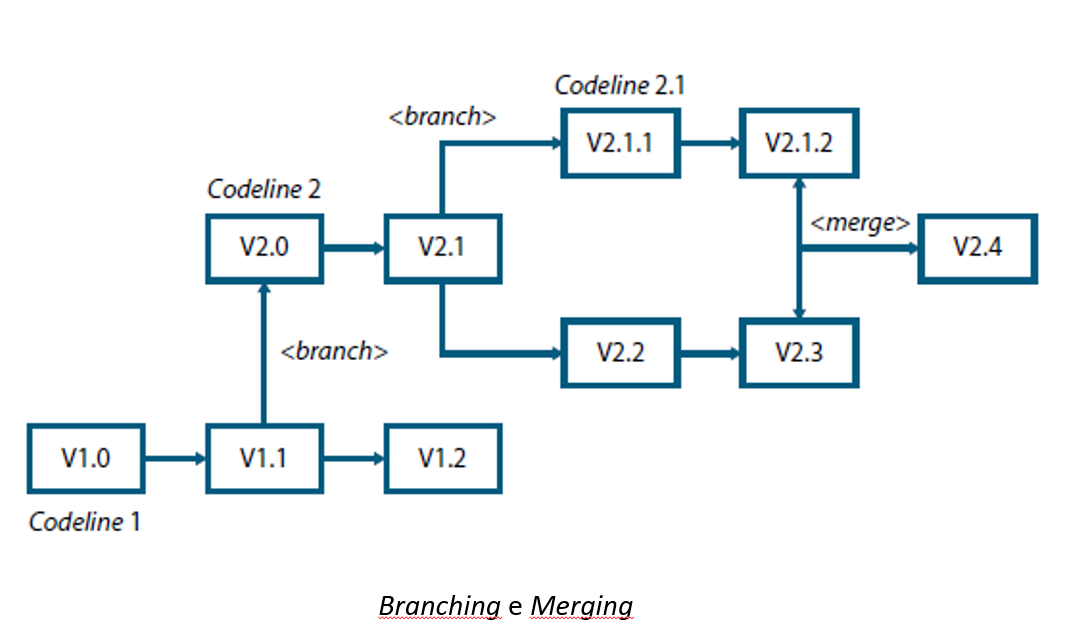 Codeline 2.1
<branch>
V2.1.1
V2.1.2
Codeline 2
<merge>
V2.0
V2.1
V2.4
<branch>
V2.2
V2.3
V1.0
V1.1
V1.2
Codeline 1
Branching e Merging